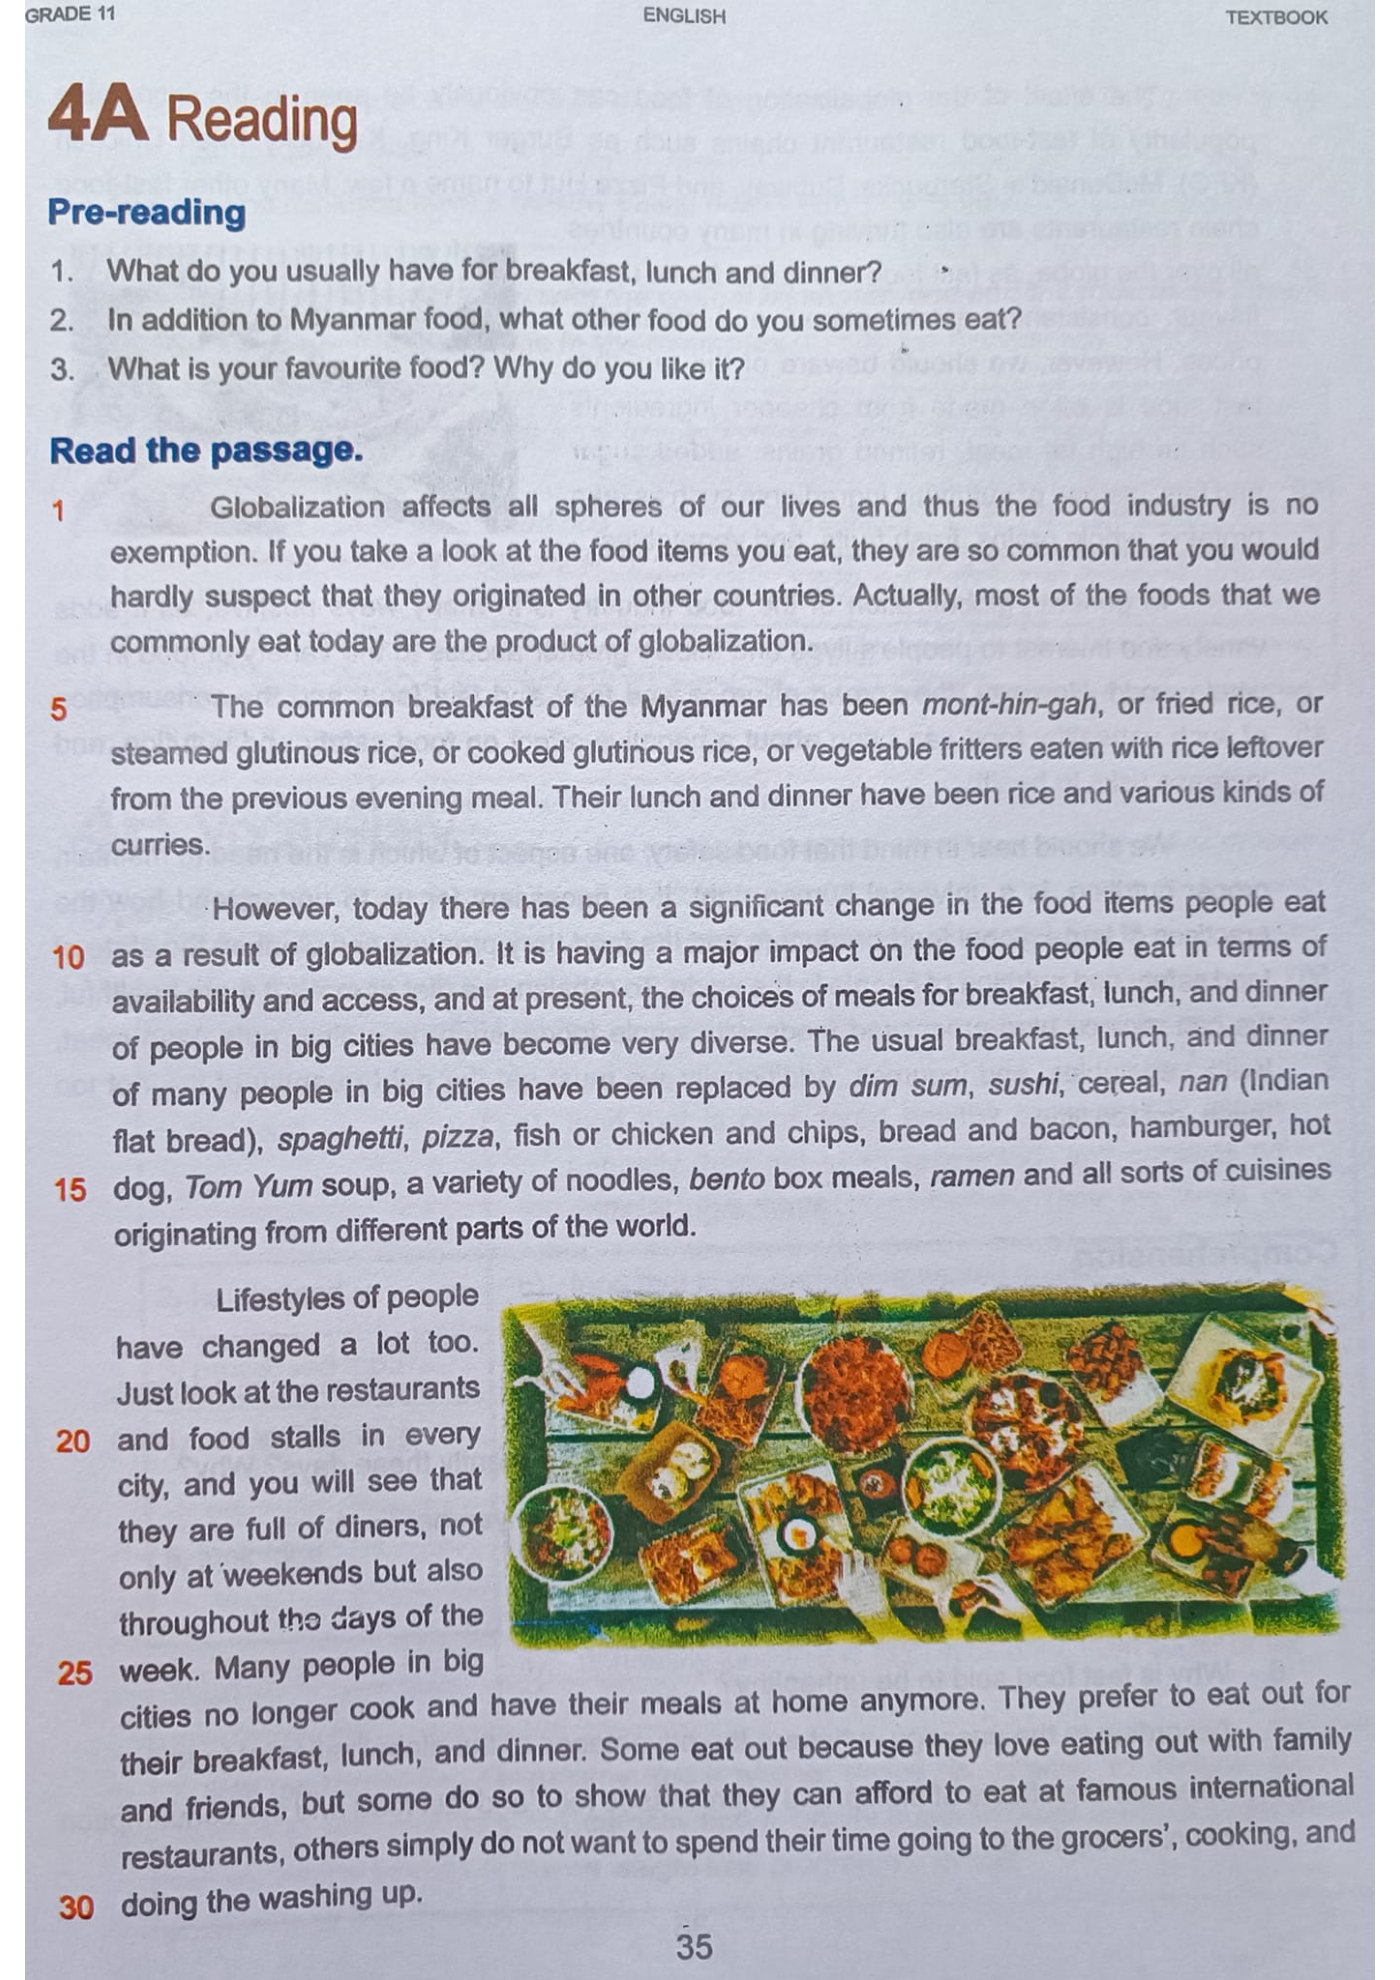 GRADE 11 ENGLISH TEXTBOOK
4A Reading
Pre-reading
1. What do you usually have for breakfast, lunch and dinner?
2. In addition to Myanmar food, what other food do you sometimes eat?
3. What is your favourite food? Why do you like it?
Read the passage.
1 Globalization affects all spheres of our lives and thus the food industry is no
exemption. If you take a look at the food items you eat, they are so common that you would
hardly suspect that they originated in other countries. Actually, most of the foods that we
commonly eat today are the product of globalization.
5 The common breakfast of the Myanmar has been mont-hin-gah, or fried rice, or
steamed glutinous rice, or cooked glutinous rice, or vegetable fritters eaten with rice leftover
from the previous evening meal. Their lunch and dinner have been rice and various kinds of
curries.
However, today there has been a significant change in the food items people eat
10 as a result of globalization. It is having a major impact on the food people eat in terms of
availability and access, and at present, the choices of meals for breakfast, lunch, and dinner
of people in big cities have become very diverse. The usual breakfast, lunch, and dinner
of many people in big cities have been replaced by dim sum, sushi, cereal, nan (Indian
flat bread), spaghetti, pizza, fish or chicken and chips, bread and bacon, hamburger, hot
15 dog, Tom Yum soup, a variety of noodles, bento box meals, ramen and all sorts of cuisines
originating from different parts of the world.
Lifestyles of people
have changed a lot too.
Just look at the restaurants
20 and food stalls in every
city, and you will see that
they are full of diners, not
only at weekends but also
throughout the days of the
25 week. Many people in big
cities no longer cook and have their meals at home anymore. They prefer to eat out for
their breakfast, lunch, and dinner. Some eat out because they love eating out with family
and friends, but some do so to show that they can afford to eat at famous international
restaurants, others simply do not want to spend their time going to the grocers', cooking, and
30 doing the washing up.
35